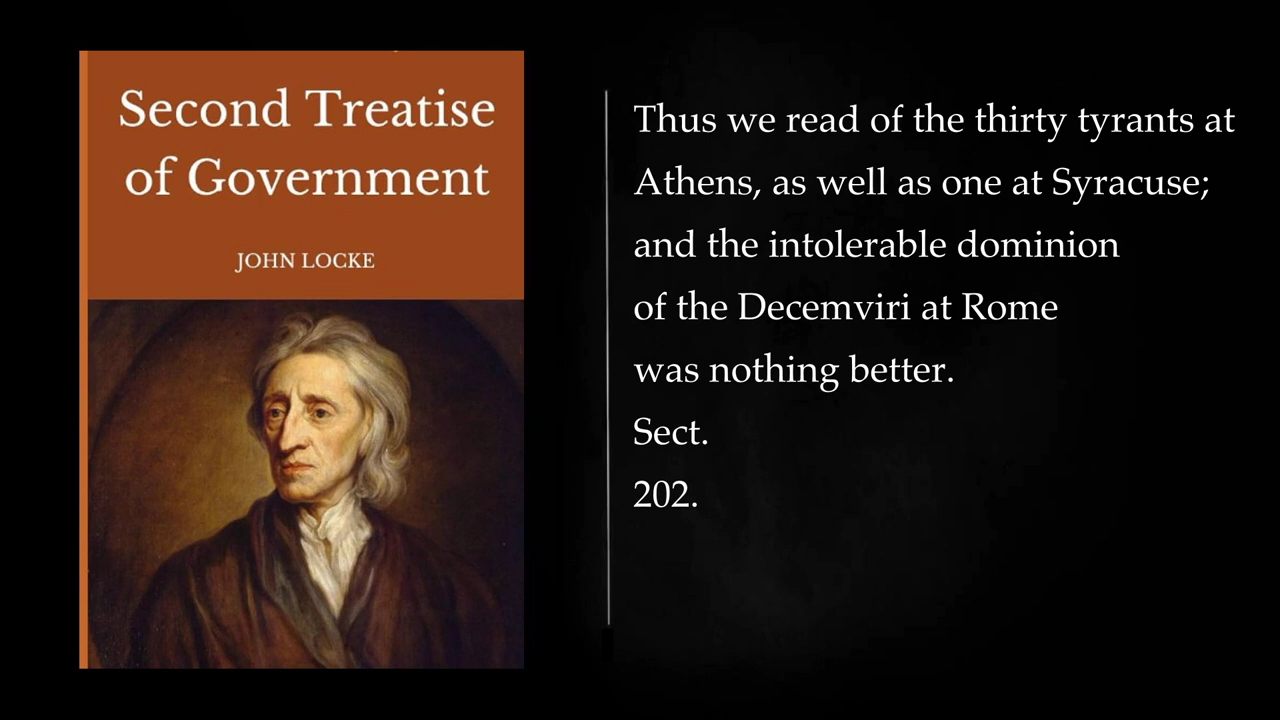 Second Treatise
of Government
JOHN LOCKE
Thus we read of the thirty tyrants at
Athens, as well as one at Syracuse;
and the intolerable dominion
of the Decemviri at Rome
was nothing better.
Sect.
202.